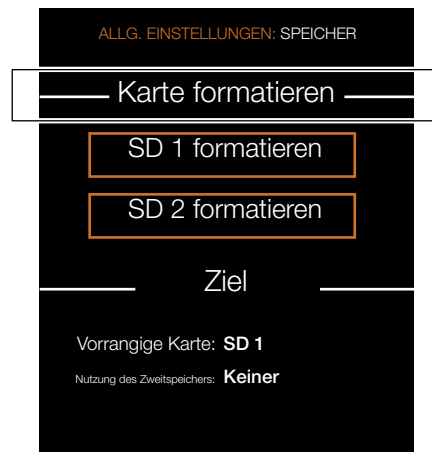 ALLG. EINSTELLUNGEN: SPEICHER
Karte formatieren
SD 1 formatieren
SD 2 formatieren
Ziel
Vorrangige Karte: SD 1
Nutzung des Zweitspeichers: Keiner